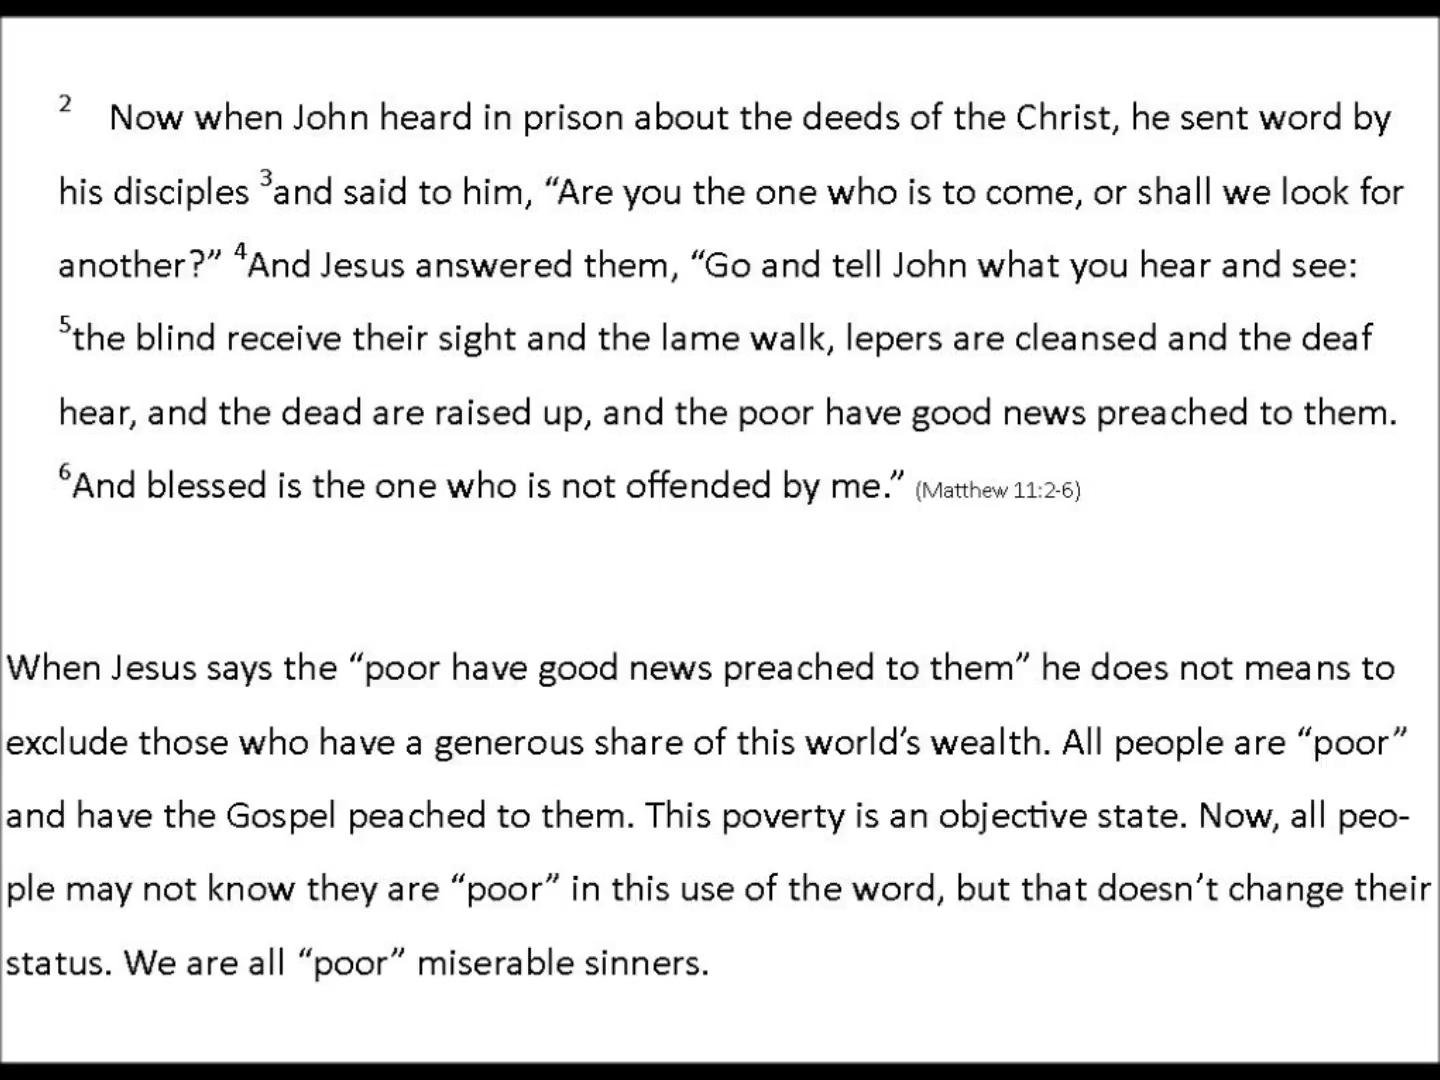 2 Now when John heard in prison about the deeds of the Christ, he sent word by
his disciples 3and said to him, “Are you the one who is to come, or shall we look for
another?” 4And Jesus answered them, “Go and tell John what you hear and see:
5the blind receive their sight and the lame walk, lepers are cleansed and the deaf
hear, and the dead are raised up, and the poor have good news preached to them.
6And blessed is the one who is not offended by me.” (Matthew 11:2-6)
When Jesus says the “poor have good news preached to them” he does not means to
exclude those who have a generous share of this world’s wealth. All people are “poor”
and have the Gospel peached to them. This poverty is an objective state. Now, all peo-
ple may not know they are “poor” in this use of the word, but that doesn’t change their
status. We are all “poor” miserable sinners.